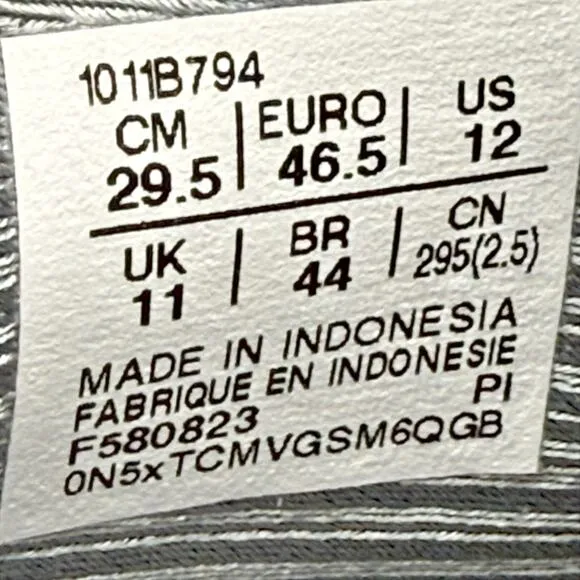 1011B794
CM | EURO | US
29.5 | 46.5 | 12
UK | BR | CN
11 | 44 | 295(2.5)
MADE IN INDONESIA
FABRIQUE EN INDONESIE
F580823 PI
0N5xTCMVGSM6QGB